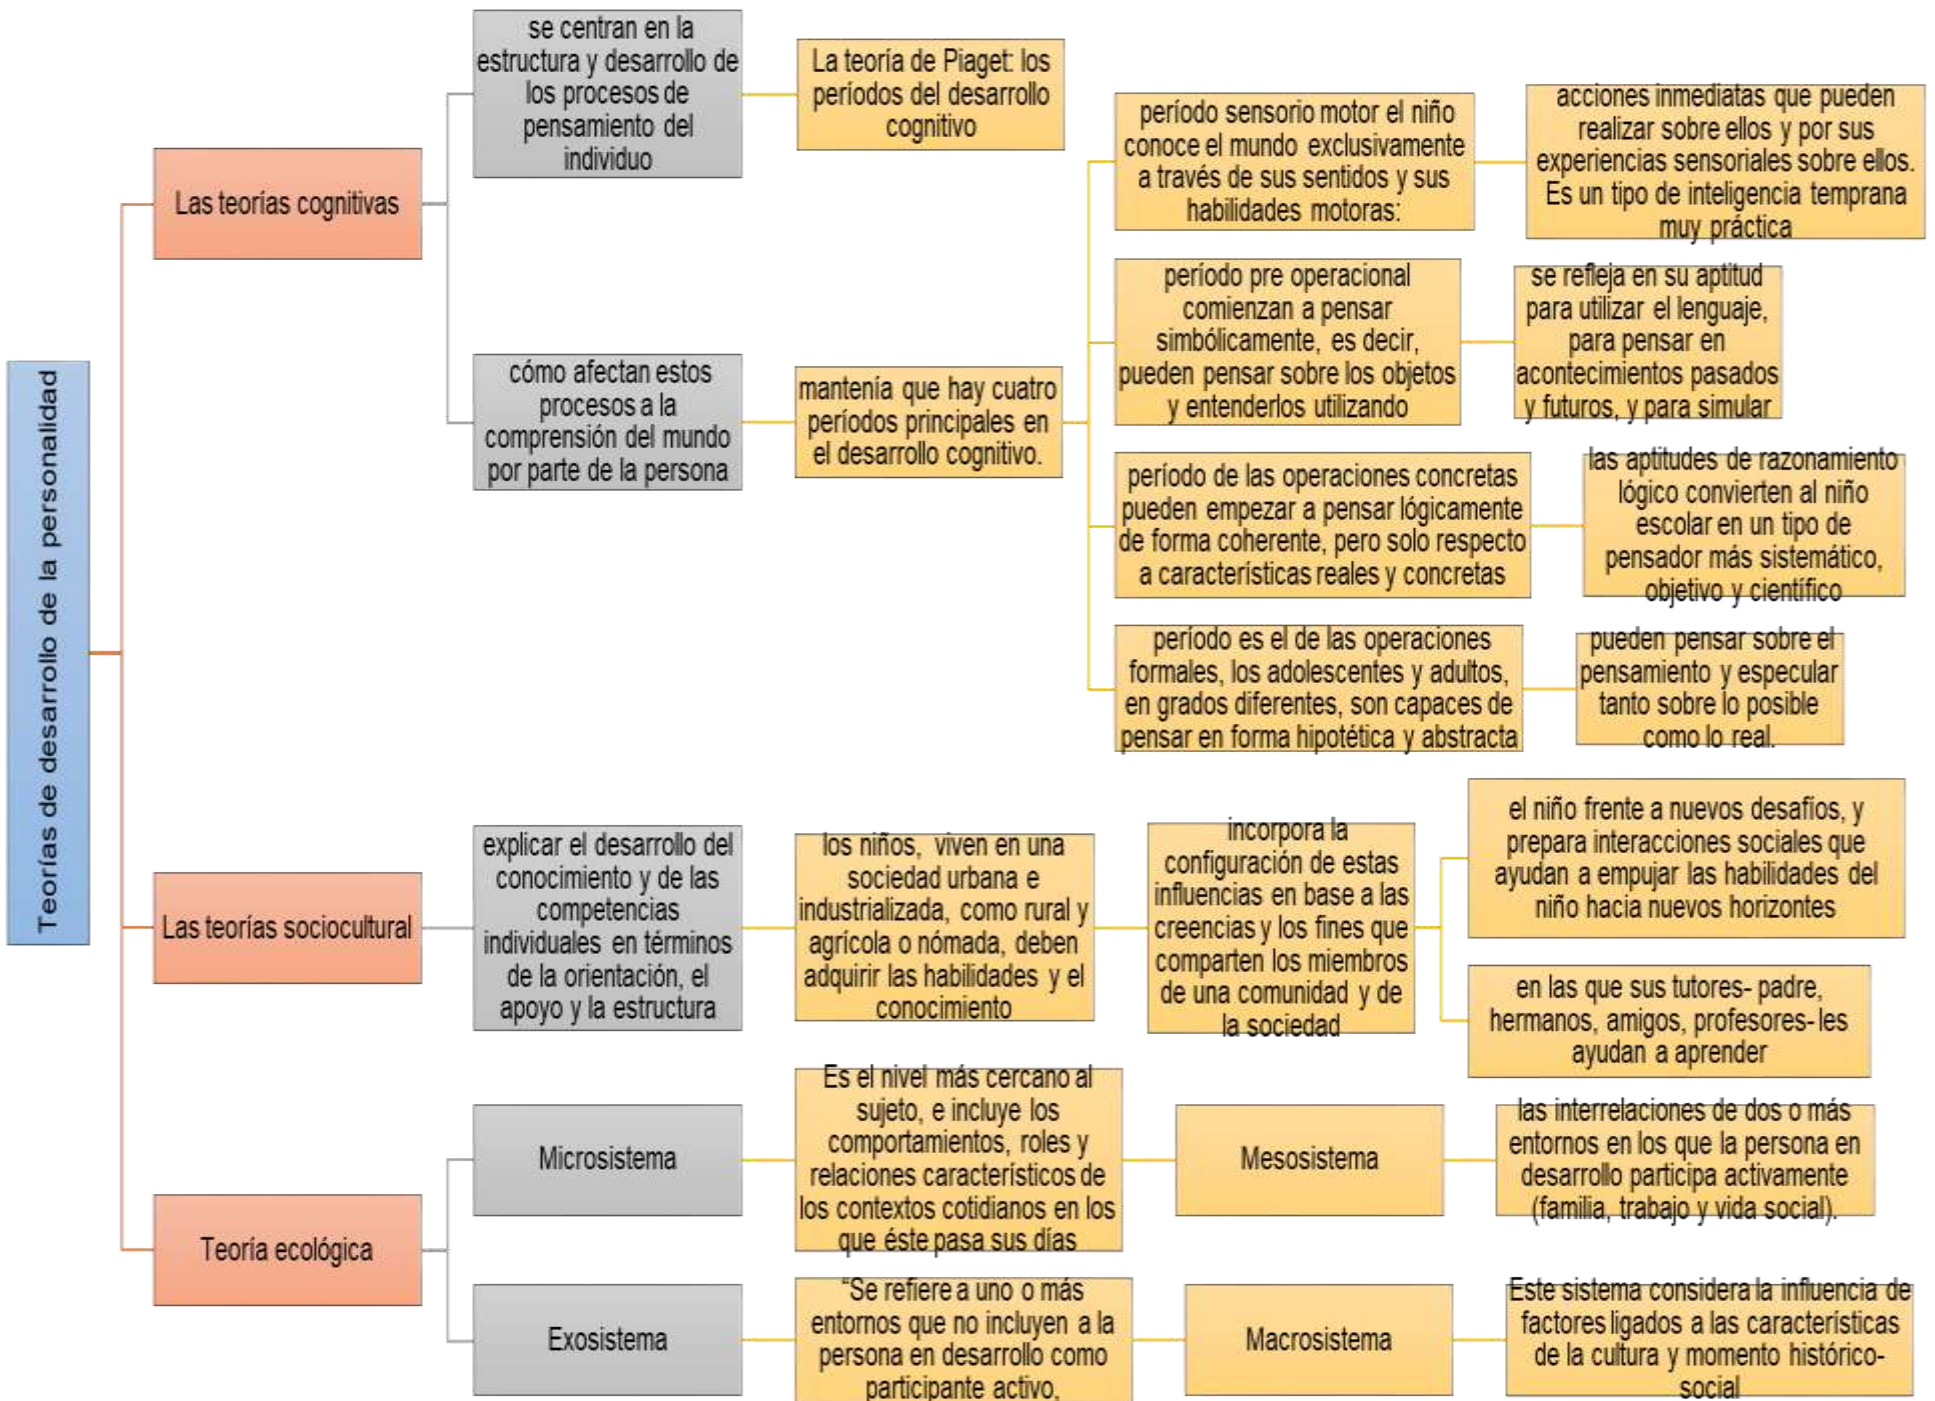 Teorías de desarrollo de la personalidad
Las teorías cognitivas
se centran en la
estructura y desarrollo de
los procesos de
pensamiento del
individuo
La teoría de Piaget: los
períodos del desarrollo
cognitivo
cómo afectan estos
procesos a la
comprensión del mundo
por parte de la persona
mantenía que hay cuatro
períodos principales en
el desarrollo cognitivo.
período sensorio motor el niño
conoce el mundo exclusivamente
a través de sus sentidos y sus
habilidades motoras:
acciones inmediatas que pueden
realizar sobre ellos y por sus
experiencias sensoriales sobre ellos.
Es un tipo de inteligencia temprana
muy práctica
período pre operacional
comienzan a pensar
simbólicamente, es decir,
pueden pensar sobre los objetos
y entenderlos utilizando
se refleja en su aptitud
para utilizar el lenguaje,
para pensar en
acontecimientos pasados
y futuros, y para simular
período de las operaciones concretas
pueden empezar a pensar lógicamente
de forma coherente, pero solo respecto
a características reales y concretas
las aptitudes de razonamiento
lógico convierten al niño
escolar en un tipo de
pensador más sistemático,
objetivo y científico
período es el de las operaciones
formales, los adolescentes y adultos,
en grados diferentes, son capaces de
pensar en forma hipotética y abstracta
pueden pensar sobre el
pensamiento y especular
tanto sobre lo posible
como lo real.
Las teorías sociocultural
explicar el desarrollo del
conocimiento y de las
competencias
individuales en términos
de la orientación, el
apoyo y la estructura
los niños, viven en una
sociedad urbana e
industrializada, como rural y
agrícola o nómada, deben
adquirir las habilidades y el
conocimiento
incorpora la
configuración de estas
influencias en base a las
creencias y los fines que
comparten los miembros
de una comunidad y de
la sociedad
el niño frente a nuevos desafíos, y
prepara interacciones sociales que
ayudan a empujar las habilidades del
niño hacia nuevos horizontes
en las que sus tutores- padre,
hermanos, amigos, profesores- les
ayudan a aprender
Teoría ecológica
Microsistema
Es el nivel más cercano al
sujeto, e incluye los
comportamientos, roles y
relaciones característicos de
los contextos cotidianos en los
que éste pasa sus días
Mesosistema
las interrelaciones de dos o más
entornos en los que la persona en
desarrollo participa activamente
(familia, trabajo y vida social).
Exosistema
“Se refiere a uno o más
entornos que no incluyen a la
persona en desarrollo como
participante activo,
Macrosistema
Este sistema considera la influencia de
factores ligados a las características
de la cultura y momento histórico-
social